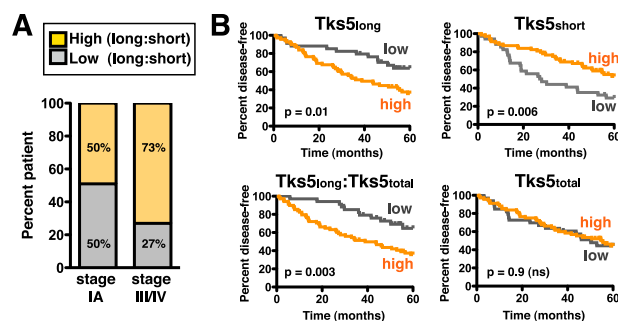 A
High (long:short)
Low (long:short)
Percent patient
100
80
60
40
20
0
50%
50%
73%
27%
stage
IA
stage
III/IV
B
Tks5long
Percent disease-free
100
80
60
40
20
0
low
high
p = 0.01
0
20
40
60
Time (months)
Tks5short
Percent disease-free
100
80
60
40
20
0
high
low
p = 0.006
0
20
40
60
Time (months)
Tks5long:Tks5total
Percent disease-free
100
80
60
40
20
0
low
high
p = 0.003
0
20
40
60
Time (months)
Tks5total
Percent disease-free
100
80
60
40
20
0
high
low
p = 0.9 (ns)
0
20
40
60
Time (months)